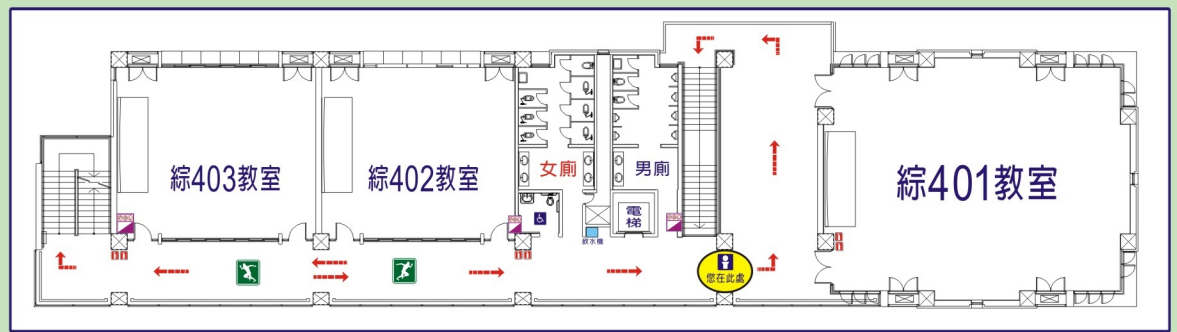 綜403教室
綜402教室
女廁
男廁
電梯
飲水機
綜401教室
您在此處